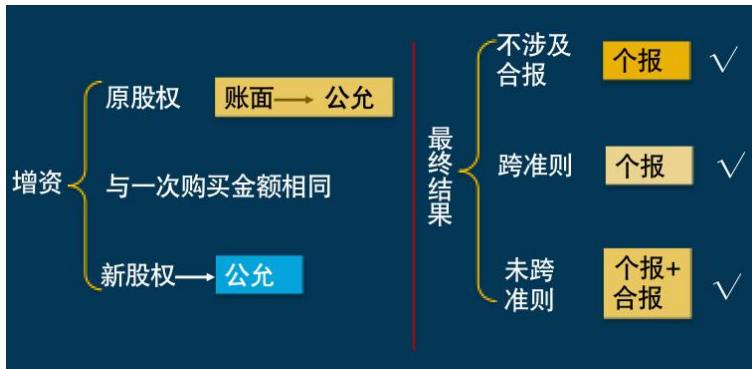 增资
原股权
账面→公允
与一次购买金额相同
新股权→公允
最终结果
不涉及
合报
个报
√
跨准则
个报
√
未跨
准则
个报+
合报
√